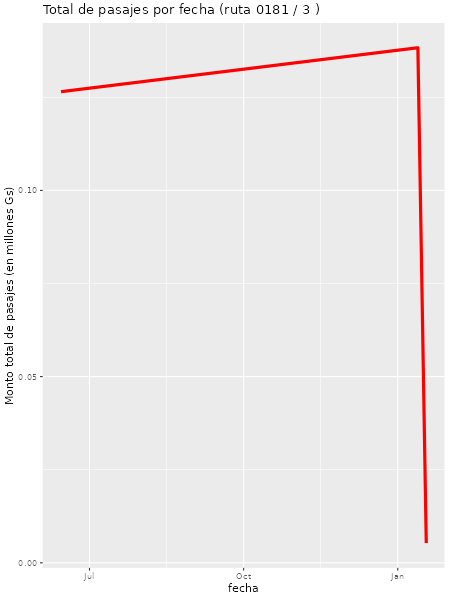 Total de pasajes por fecha (ruta 0181 / 3 )
Monto total de pasajes (en millones Gs)
0.10
0.05
0.00
Jul
Oct
Jan
fecha